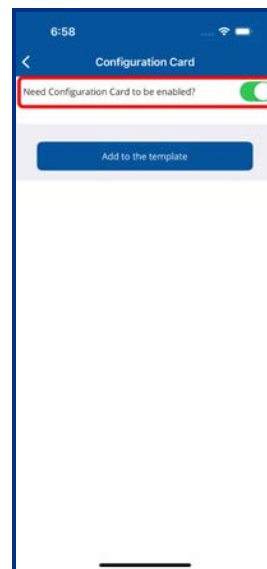 6:58
Configuration Card
Need Configuration Card to be enabled?
Add to the template